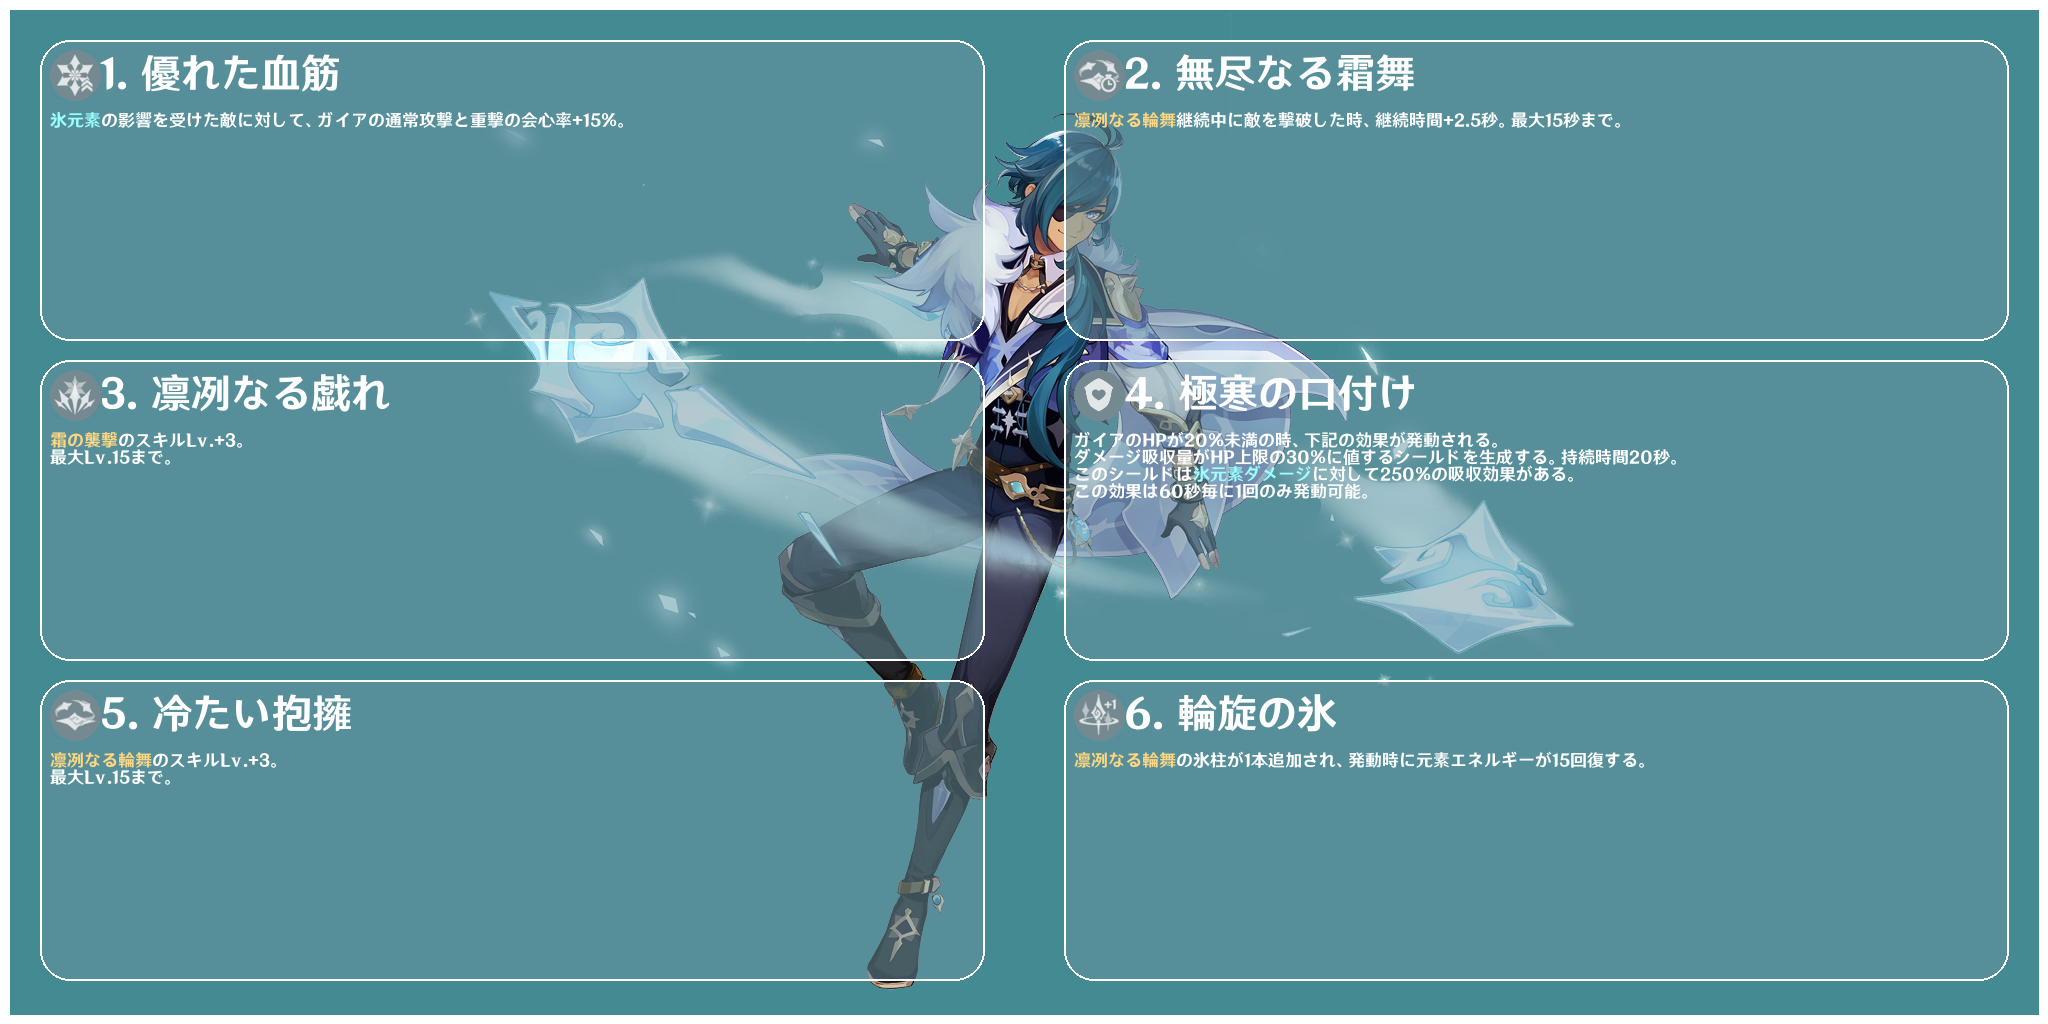 1. 優れた血筋
氷元素の影響を受けた敵に対して、ガイアの通常攻撃と重撃の会心率+15%。
2. 無尽なる霜舞
凛冽なる輪舞継続中に敵を撃破した時、継続時間+2.5秒。最大15秒まで。
3. 凛冽なる戯れ
霜の襲撃のスキルLv.+3。
最大Lv.15まで。
4. 極寒の口付け
ガイアのHPが20%未満の時、下記の効果が発動される。
ダメージ吸収量がHP上限の30%に値するシールドを生成する。持続時間20秒。
このシールドは氷元素ダメージに対して250%の吸収効果がある。
この効果は60秒毎に1回のみ発動可能。
5. 冷たい抱擁
凛冽なる輪舞のスキルLv.+3。
最大Lv.15まで。
+1
6. 輪旋の氷
凛冽なる輪舞の氷柱が1本追加され、発動時に元素エネルギーが15回復する。